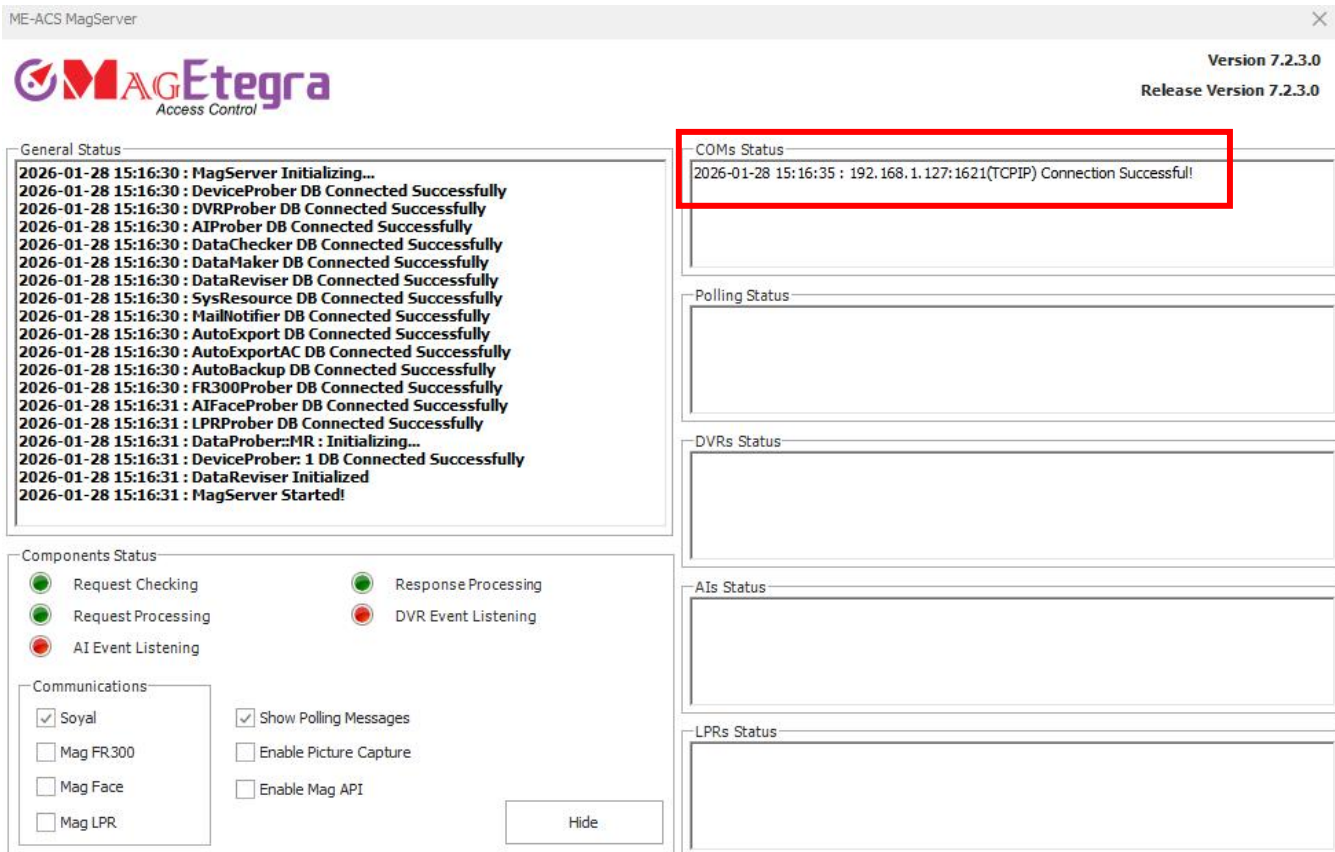 ME-ACS MagServer
MAGEtegra
Access Control
Version 7.2.3.0
Release Version 7.2.3.0
General Status
2026-01-28 15:16:30 : MagServer Initializing...
2026-01-28 15:16:30 : DeviceProber DB Connected Successfully
2026-01-28 15:16:30 : DVRProber DB Connected Successfully
2026-01-28 15:16:30 : AIProber DB Connected Successfully
2026-01-28 15:16:30 : DataChecker DB Connected Successfully
2026-01-28 15:16:30 : DataMaker DB Connected Successfully
2026-01-28 15:16:30 : DataReviser DB Connected Successfully
2026-01-28 15:16:30 : SysResource DB Connected Successfully
2026-01-28 15:16:30 : MailNotifier DB Connected Successfully
2026-01-28 15:16:30 : AutoExport DB Connected Successfully
2026-01-28 15:16:30 : AutoExportAC DB Connected Successfully
2026-01-28 15:16:30 : AutoBackup DB Connected Successfully
2026-01-28 15:16:30 : FR300Prober DB Connected Successfully
2026-01-28 15:16:31 : AIFaceProber DB Connected Successfully
2026-01-28 15:16:31 : LPRProber DB Connected Successfully
2026-01-28 15:16:31 : DataProber::MR : Initializing...
2026-01-28 15:16:31 : DeviceProber: 1 DB Connected Successfully
2026-01-28 15:16:31 : DataReviser Initialized
2026-01-28 15:16:31 : MagServer Started!
Components Status
Request Checking
Response Processing
Request Processing
DVR Event Listening
AI Event Listening
Communications
Soyal
Show Polling Messages
Mag FR300
Enable Picture Capture
Mag Face
Enable Mag API
Mag LPR
Hide
COMs Status
2026-01-28 15:16:35 : 192.168.1.127:1621(TCPIP) Connection Successful!
Polling Status
DVRs Status
AIs Status
LPRs Status